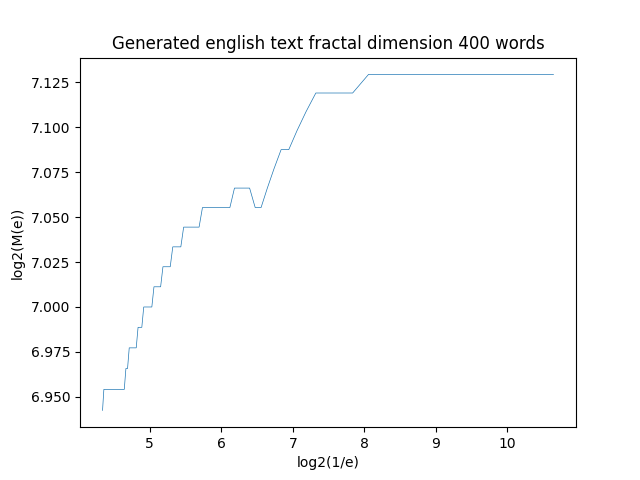 Generated english text fractal dimension 400 words
7.125
7.100
7.075
7.050
7.025
7.000
6.975
6.950
log2(M(e))
5 6 7 8 9 10
log2(1/e)